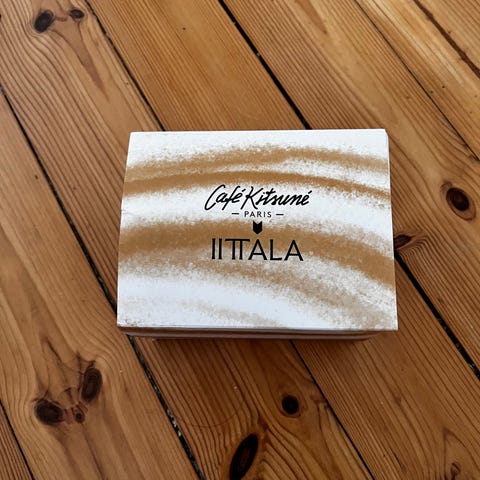 Café Kitsuné
— PARIS —
IITTALA